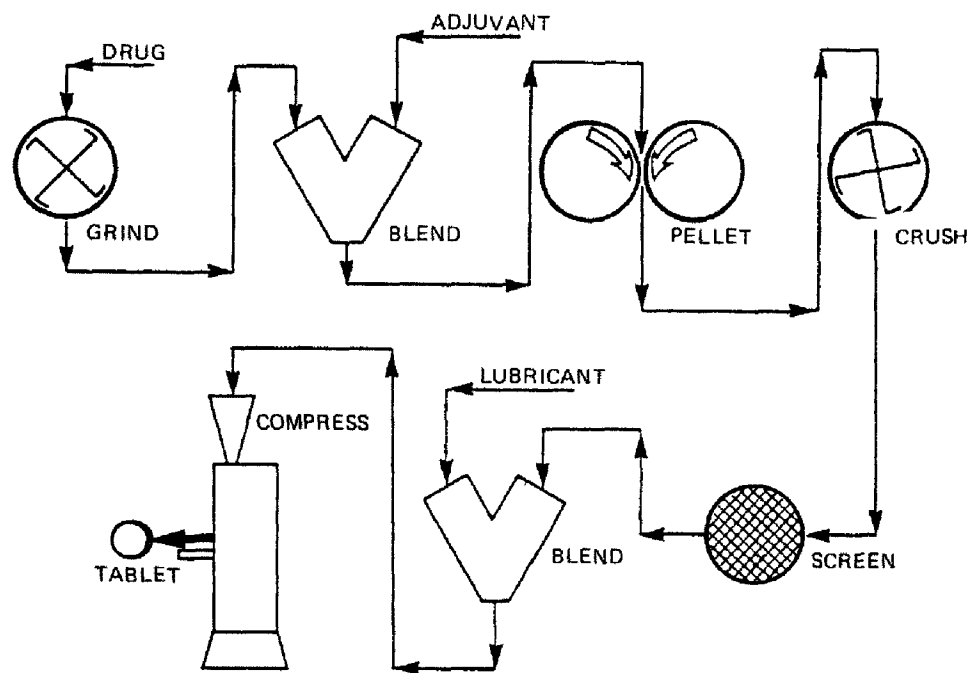 DRUG
ADJUVANT
GRIND
BLEND
PELLET
CRUSH
LUBRICANT
COMPRESS
BLEND
SCREEN
TABLET